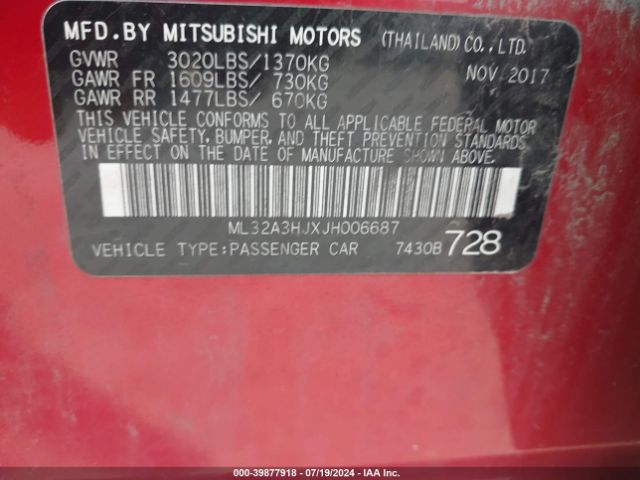 MFD.BY MITSUBISHI MOTORS (THAILAND)CO.,LTD.
GVWR 3020LBS/1370KG
GAWR FR 1609LBS/ 730KG NOV 2017
GAWR RR 1477LBS/ 670KG
THIS VEHICLE CONFORMS TO ALL APPLICABLE FEDERAL MOTOR
VEHICLE SAFETY, BUMPER, AND THEFT PREVENTION STANDARDS
IN EFFECT ON THE DATE OF MANUFACTURE SHOWN ABOVE.
ML32A3HJXJH006687
VEHICLE TYPE:PASSENGER CAR 7430B 728
000-39877918 - 07/19/2024 - IAAI.com